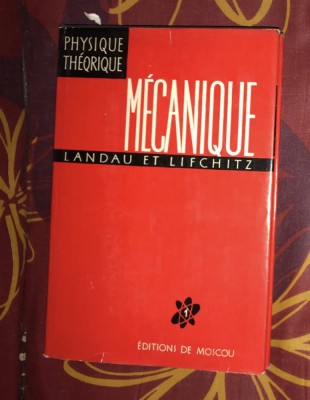 PHYSIQUE
THÉORIQUE
MÉCANIQUE
LANDAU ET LIFCHITZ
1
ÉDITIONS DE MOSCOU